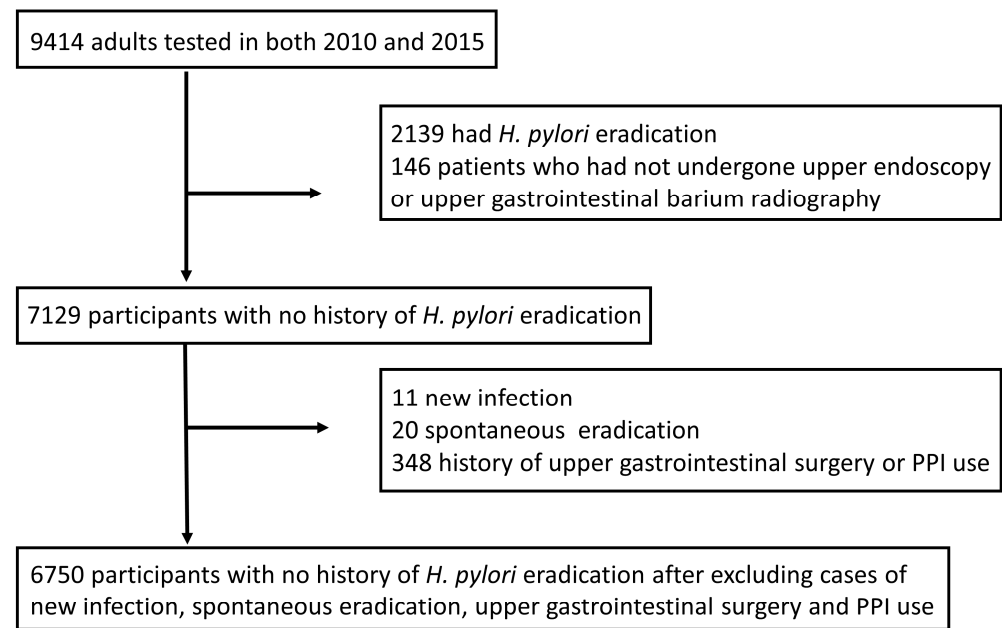 9414 adults tested in both 2010 and 2015
2139 had H. pylori eradication
146 patients who had not undergone upper endoscopy
or upper gastrointestinal barium radiography
7129 participants with no history of H. pylori eradication
11 new infection
20 spontaneous eradication
348 history of upper gastrointestinal surgery or PPI use
6750 participants with no history of H. pylori eradication after excluding cases of
new infection, spontaneous eradication, upper gastrointestinal surgery and PPI use